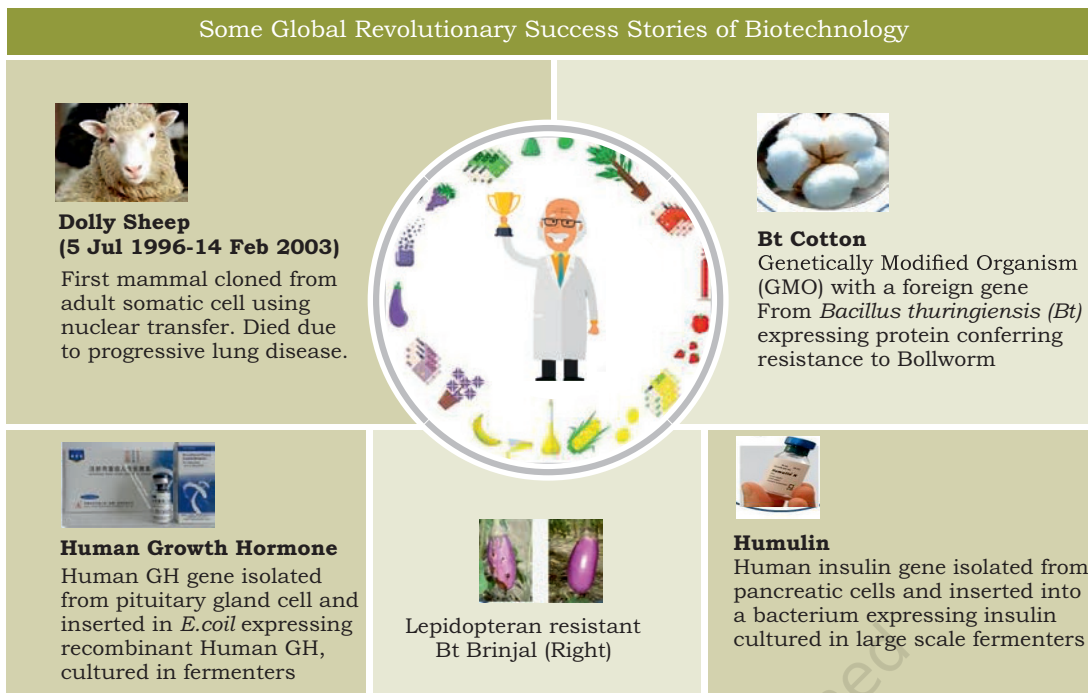 Some Global Revolutionary Success Stories of Biotechnology
Dolly Sheep
(5 Jul 1996-14 Feb 2003)
First mammal cloned from
adult somatic cell using
nuclear transfer. Died due
to progressive lung disease.
Bt Cotton
Genetically Modified Organism
(GMO) with a foreign gene
From Bacillus thuringiensis (Bt)
expressing protein conferring
resistance to Bollworm
Human Growth Hormone
Human GH gene isolated
from pituitary gland cell and
inserted in E.coil expressing
recombinant Human GH,
cultured in fermenters
Lepidopteran resistant
Bt Brinjal (Right)
Humulin
Human insulin gene isolated from
pancreatic cells and inserted into
a bacterium expressing insulin
cultured in large scale fermenters